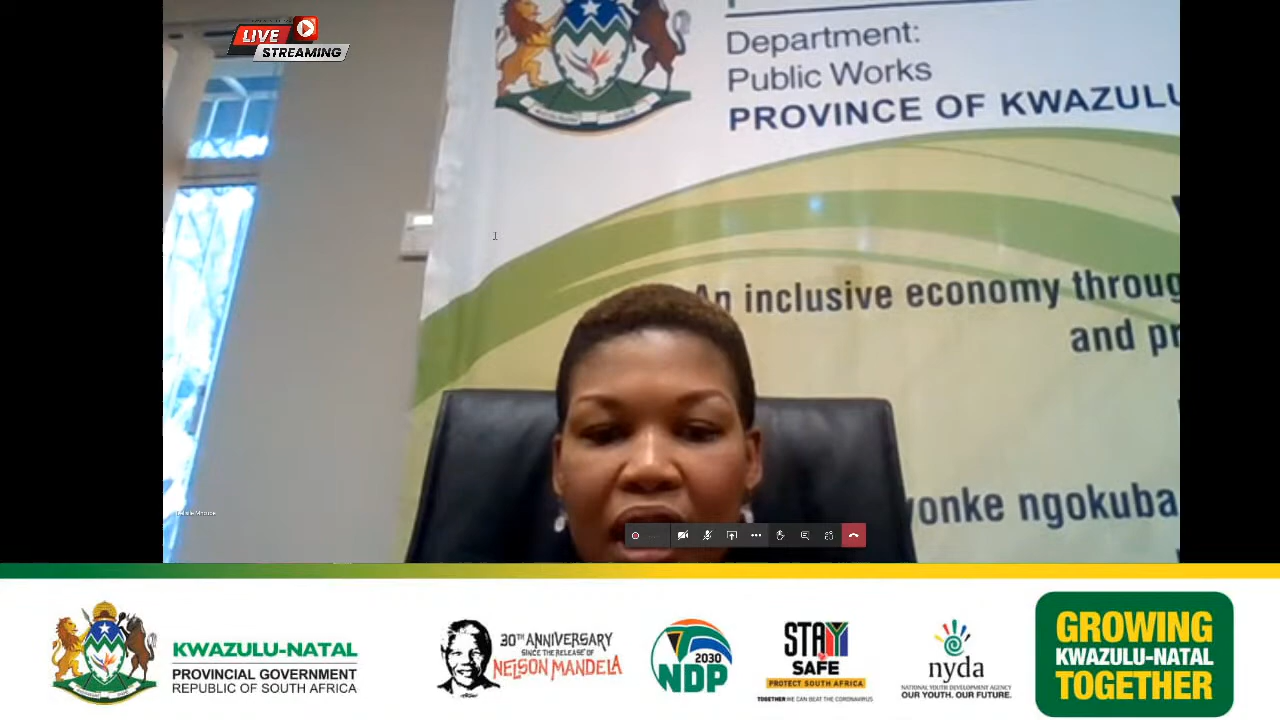 LIVE
STREAMING
Department:
Public Works
PROVINCE OF KWAZULU
An inclusive economy throug
and pr
yonke ngokuba
KWAZULU-NATAL
PROVINCIAL GOVERNMENT
REPUBLIC OF SOUTH AFRICA
30TH ANNIVERSARY
SINCE THE RELEASE OF
NELSON MANDELA
2030
NDP
STAY
SAFE
PROTECT SOUTH AFRICA
TOGETHER WE CAN BEAT THE CORONAVIRUS
nyda
NATIONAL YOUTH DEVELOPMENT AGENCY
OUR YOUTH. OUR FUTURE.
GROWING
KWAZULU-NATAL
TOGETHER